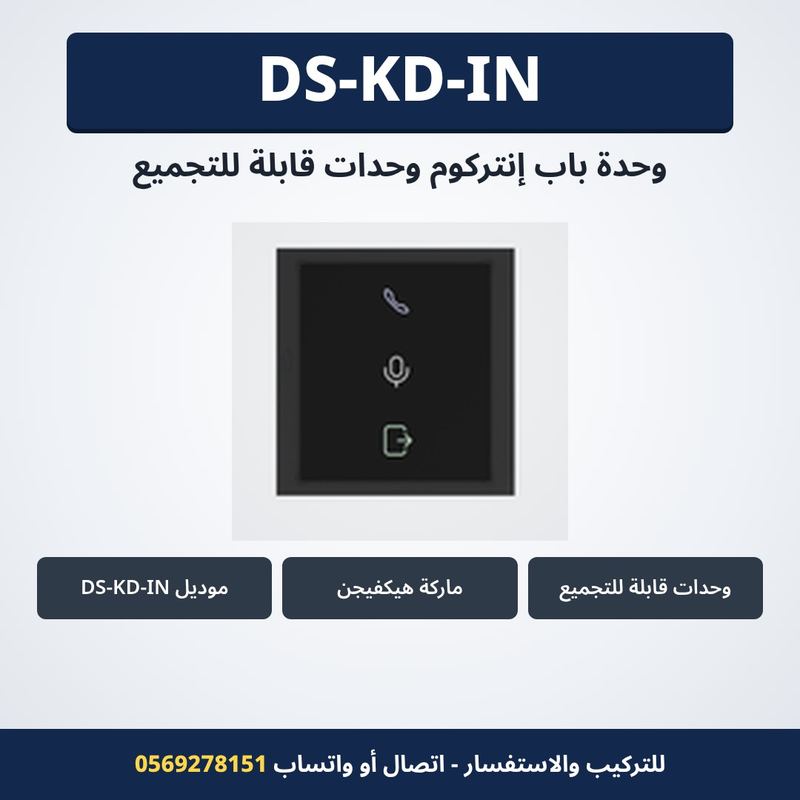 DS-KD-IN
وحدة باب إنتركوم وحدات قابلة للتجميع
وحدات قابلة للتجميع
ماركة هيكفيجن
موديل DS-KD-IN
للتركيب والاستفسار - اتصال أو واتساب 0569278151